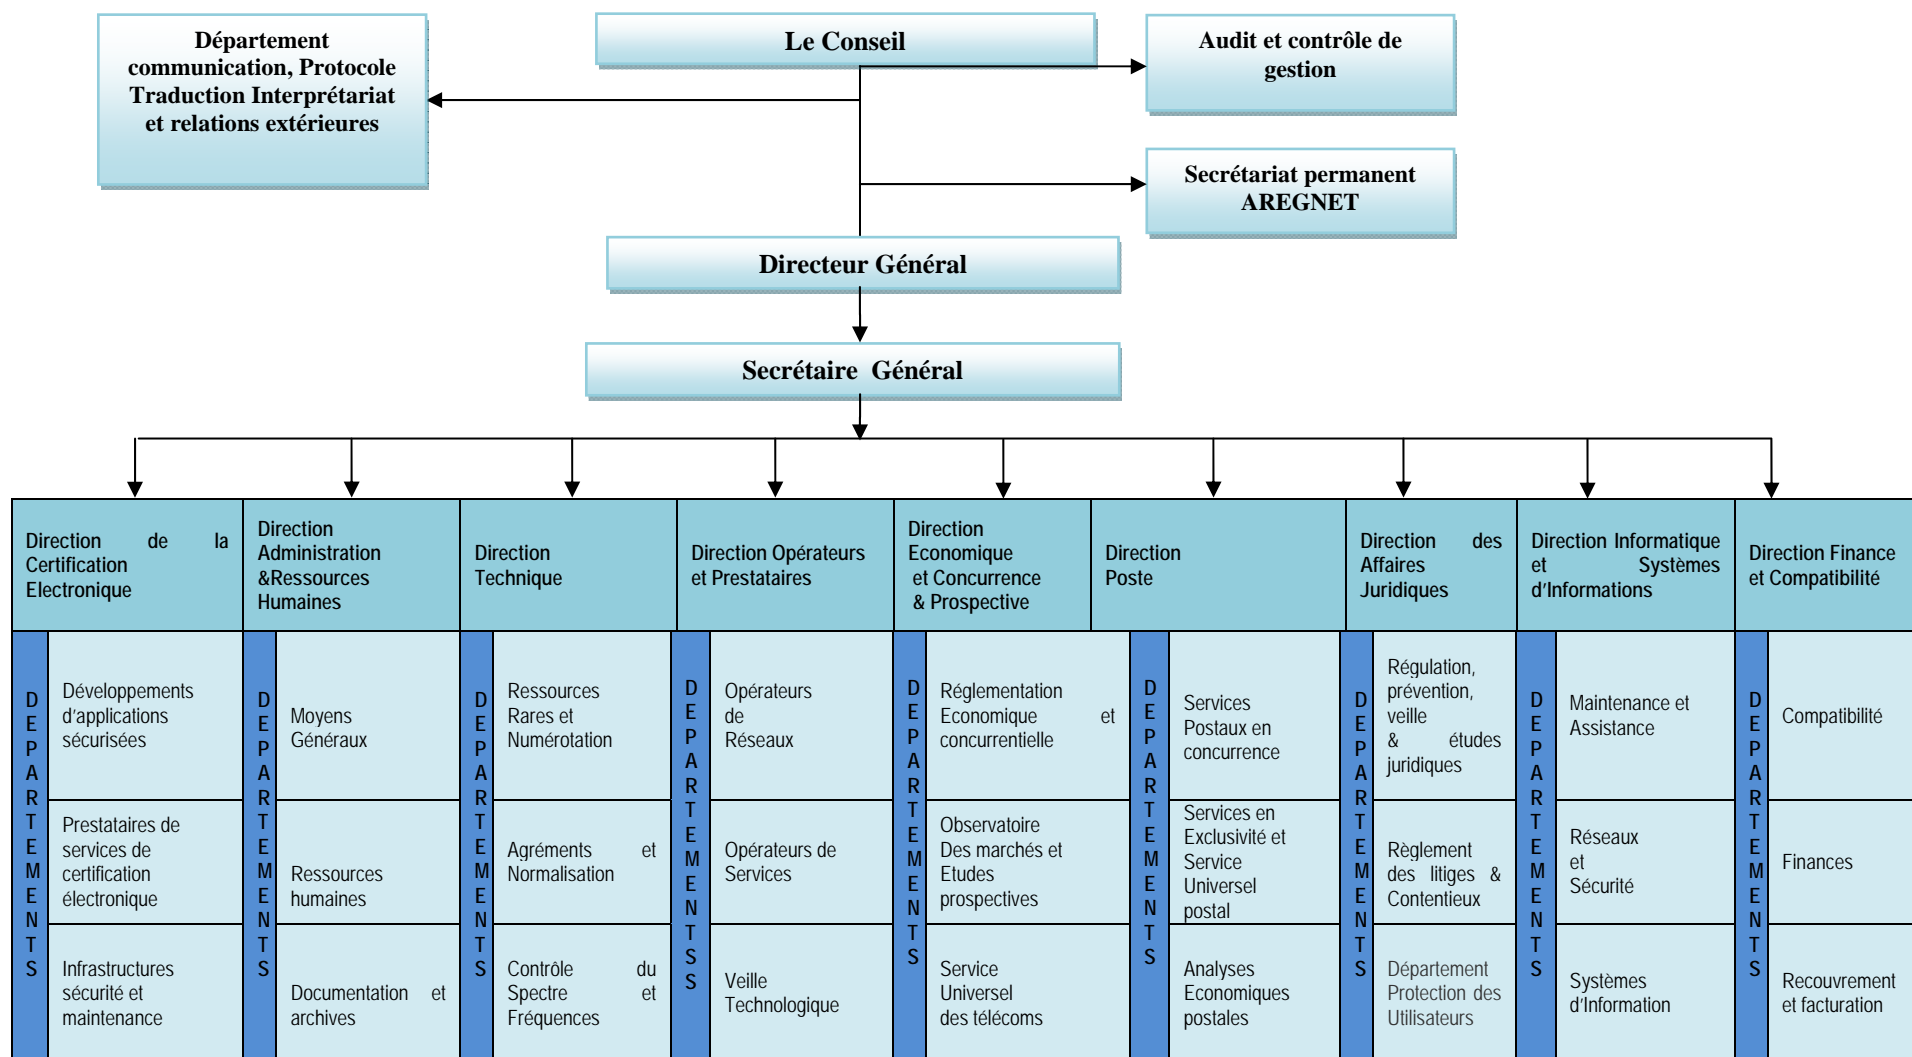 Département
communication, Protocole
Traduction Interprétariat
et relations extérieures
Le Conseil
Audit et contrôle de
gestion
Secrétariat permanent
AREGNET
Directeur Général
Secrétaire Général
Direction de la
Certification
Electronique
Direction
Administration
&Ressources
Humaines
Direction
Technique
Direction Opérateurs
et Prestataires
Direction
Economique
et Concurrence
& Prospective
Direction
Poste
Direction des
Affaires
Juridiques
Direction Informatique
et Systèmes
d'Informations
Direction Finance
et Compatibilité
DEPARTEMENTS
Développements
d'applications
sécurisées
Prestataires de
services de
certification
électronique
Infrastructures
sécurité et
maintenance
DEPARTEMENTS
Moyens
Généraux
Ressources
humaines
Documentation et
archives
DEPARTEMENTS
Ressources
Rares et
Numérotation
Agréments et
Normalisation
Contrôle du
Spectre et
Fréquences
DEPARTEMENTSS
Opérateurs
de
Réseaux
Opérateurs de
Services
Veille
Technologique
DEPARTEMENTS
Réglementation
Economique et
concurrentielle
Observatoire
Des marchés et
Etudes
prospectives
Service
Universel
des télécoms
DEPARTEMENTS
Services
Postaux en
concurrence
Services en
Exclusivité et
Service
Universel
postal
Analyses
Economiques
postales
DEPARTEMENTS
Régulation,
prévention,
veille
& études
juridiques
Règlement
des litiges &
Contentieux
Département
Protection des
Utilisateurs
DEPARTEMENTS
Maintenance et
Assistance
Réseaux
et
Sécurité
Systèmes
d'Information
DEPARTEMENTS
Compatibilité
Finances
Recouvrement
et facturation